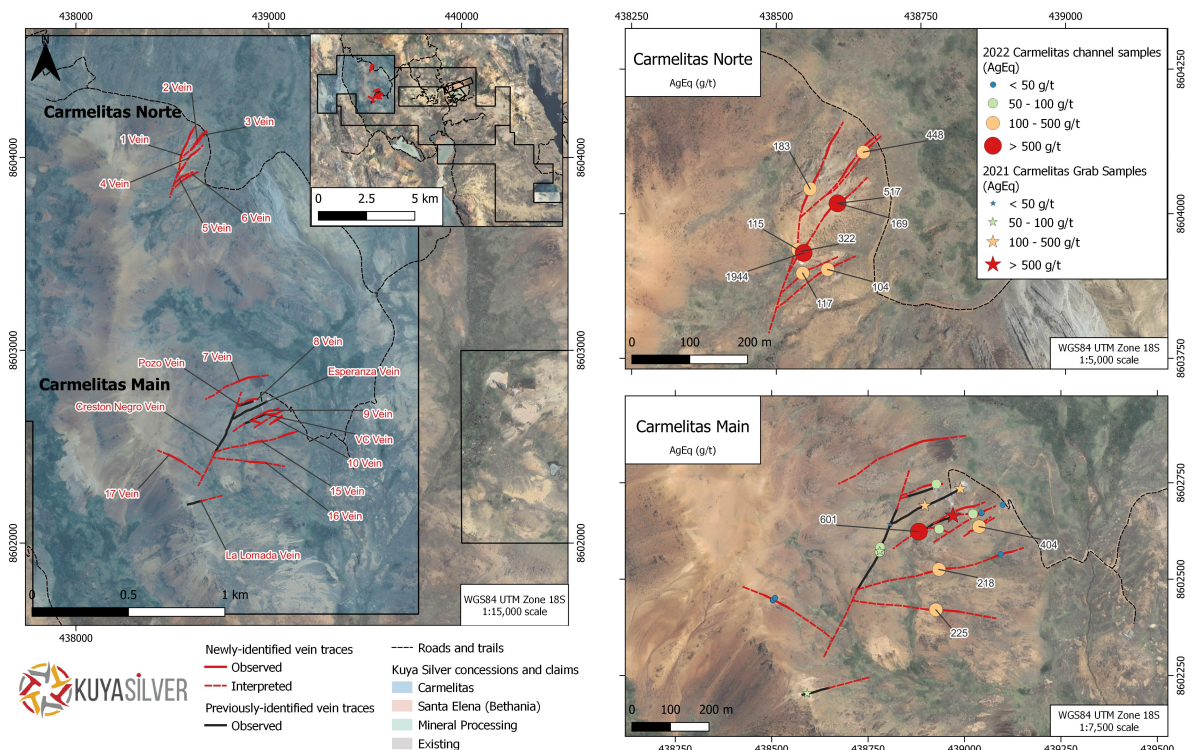 438000
439000
440000
N
Carmelitas Norte
2 Vein
3 Vein
1 Vein
4 Vein
6 Vein
5 Vein
8604000
8604000
0 2.5 5 km
8603000
8603000
Carmelitas Main
8 Vein
7 Vein
Pozo Vein
Esperanza Vein
Creston Negro Vein
9 Vein
VC Vein
10 Vein
15 Vein
17 Vein
16 Vein
8602000
8602000
La Lomada Vein
0 0.5 1 km
WGS84 UTM Zone 18S
1:15,000 scale
438000
KUYASILVER
Newly-identified vein traces
Observed
Interpreted
Previously-identified vein traces
Observed
Roads and trails
Kuya Silver concessions and claims
Carmelitas
Santa Elena (Bethania)
Mineral Processing
Existing
438250
438500
438750
439000
Carmelitas Norte
AgEq (g/t)
2022 Carmelitas channel samples
(AgEq)
< 50 g/t
50 - 100 g/t
100 - 500 g/t
> 500 g/t
2021 Carmelitas Grab Samples
(AgEq)
< 50 g/t
50 - 100 g/t
100 - 500 g/t
> 500 g/t
8604250
8604000
8603750
183
448
517
169
115
322
1944
104
117
0 100 200 m
WGS84 UTM Zone 18S
1:5,000 scale
Carmelitas Main
AgEq (g/t)
601
404
218
225
8602750
8602500
8602250
0 100 200 m
WGS84 UTM Zone 18S
1:7,500 scale
438250
438500
438750
439000
439250
439500